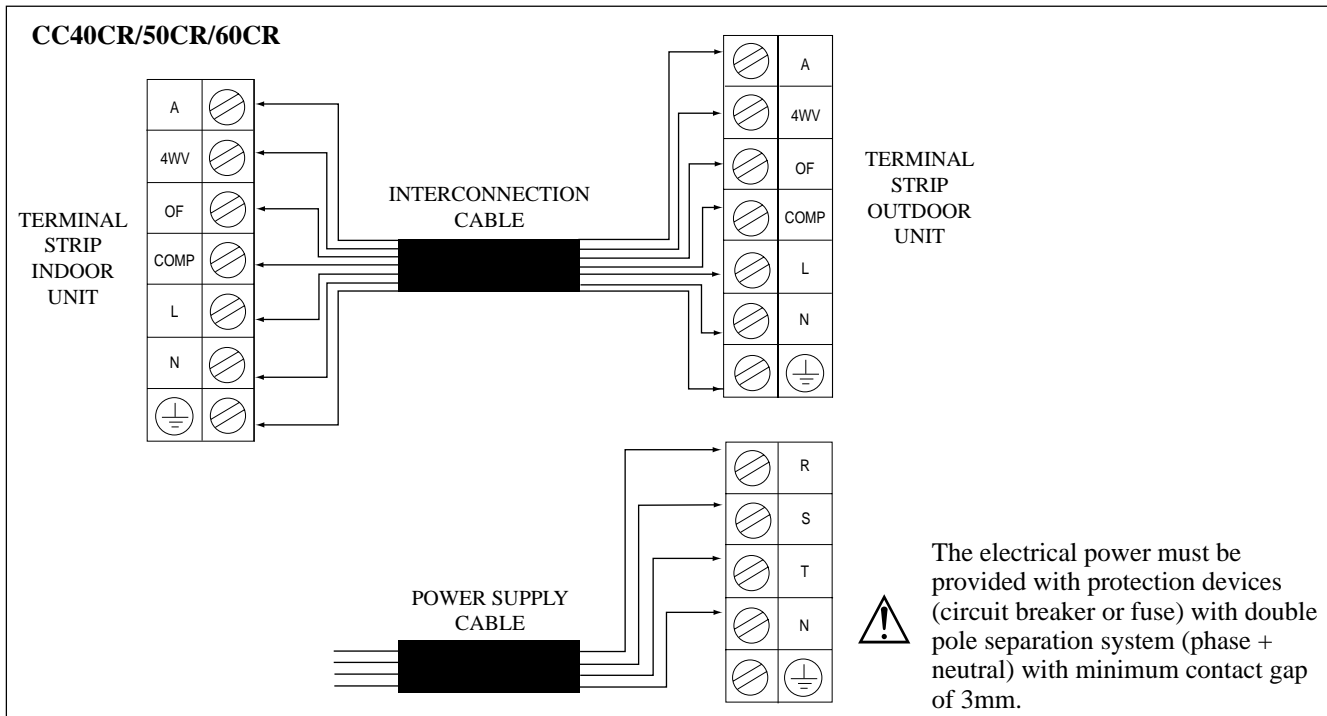 CC40CR/50CR/60CR
A
4WV
OF
COMP
L
N
TERMINAL
STRIP
INDOOR
UNIT
INTERCONNECTION
CABLE
A
4WV
OF
COMP
L
N
TERMINAL
STRIP
OUTDOOR
UNIT
POWER SUPPLY
CABLE
R
S
T
N
The electrical power must be
provided with protection devices
(circuit breaker or fuse) with double
pole separation system (phase +
neutral) with minimum contact gap
of 3mm.